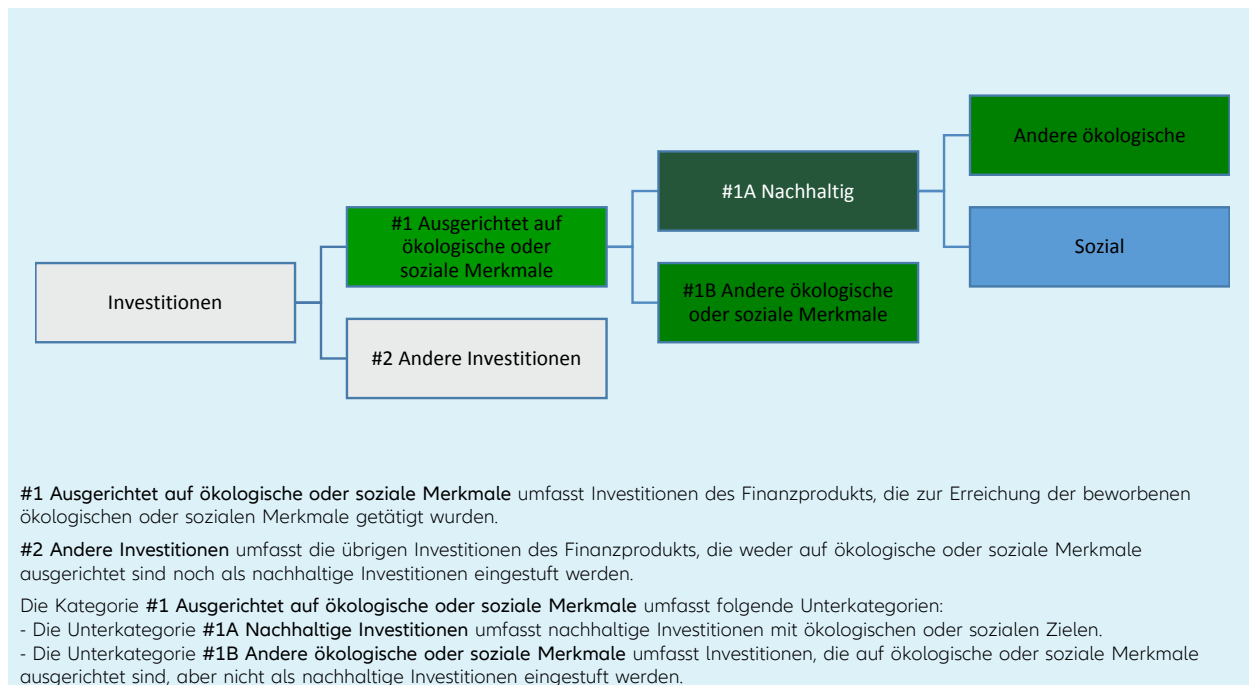 Andere ökologische
#1A Nachhaltig
#1 Ausgerichtet auf
ökologische oder
soziale Merkmale
Sozial
Investitionen
#1B Andere ökologische
oder soziale Merkmale
#2 Andere Investitionen
#1 Ausgerichtet auf ökologische oder soziale Merkmale umfasst Investitionen des Finanzprodukts, die zur Erreichung der beworbenen
ökologischen oder sozialen Merkmale getätigt wurden.
#2 Andere Investitionen umfasst die übrigen Investitionen des Finanzprodukts, die weder auf ökologische oder soziale Merkmale
ausgerichtet sind noch als nachhaltige Investitionen eingestuft werden.
Die Kategorie #1 Ausgerichtet auf ökologische oder soziale Merkmale umfasst folgende Unterkategorien:
- Die Unterkategorie #1A Nachhaltige Investitionen umfasst nachhaltige Investitionen mit ökologischen oder sozialen Zielen.
- Die Unterkategorie #1B Andere ökologische oder soziale Merkmale umfasst Investitionen, die auf ökologische oder soziale Merkmale
ausgerichtet sind, aber nicht als nachhaltige Investitionen eingestuft werden.